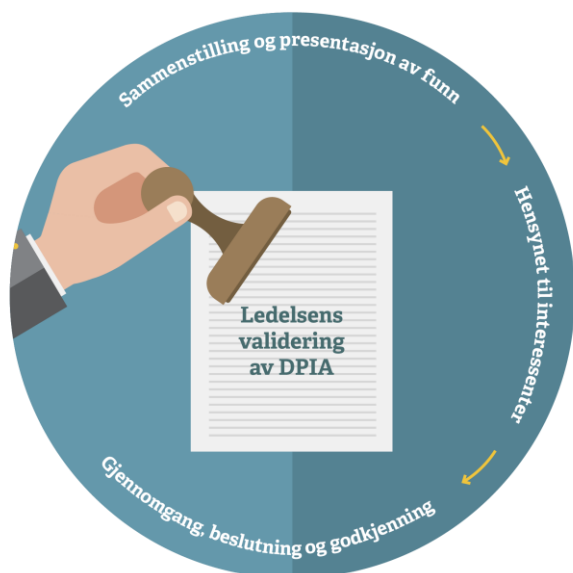 Sammenstilling og presentasjon av funn
Hensynet til interessenter
Ledelsens
validering
av DPIA
Gjennomgang, beslutning og godkjenning